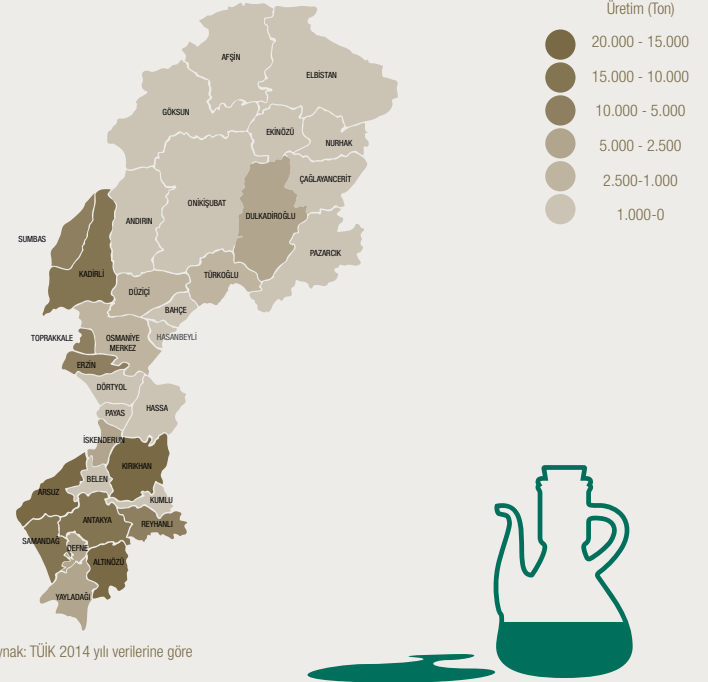 Üretim (Ton)
20.000 - 15.000
15.000 - 10.000
10.000 - 5.000
5.000 - 2.500
2.500-1.000
1.000-0
AFŞİN
ELBİSTAN
GÖKSUN
EKİNÖZÜ
NURHAK
ÇAĞLAYANCERİT
ONİKİŞUBAT
DULKADİROĞLU
ANDIRIN
SUMBAS
PAZARCIK
KADİRLİ
TÜRKOĞLU
DÜZİÇİ
BAHÇE
TOPRAKKALE
OSMANİYE
MERKEZ
HASANBEYLİ
ERZİN
DÖRTYOL
PAYAS
HASSA
İSKENDERUN
KIRIKHAN
BELEN
ARSUZ
KUMLU
ANTAKYA
REYHANLI
SAMANDAĞ
DEFNE
ALTINÖZÜ
YAYLADAĞI
ynak: TÜİK 2014 yılı verilerine göre